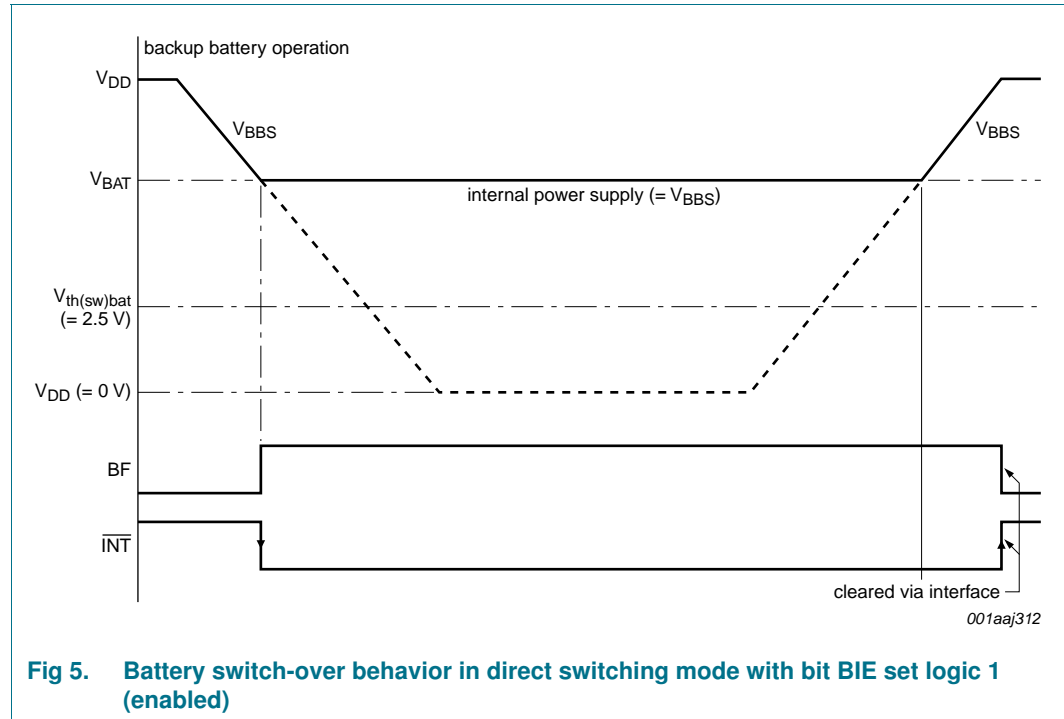 backup battery operation
VDD
VBBS
VBBS
VBAT
internal power supply (= VBBS)
Vth(sw)bat
(= 2.5 V)
VDD (= 0 V)
BF
INT
cleared via interface
001aaj312
Fig 5. Battery switch-over behavior in direct switching mode with bit BIE set logic 1
(enabled)